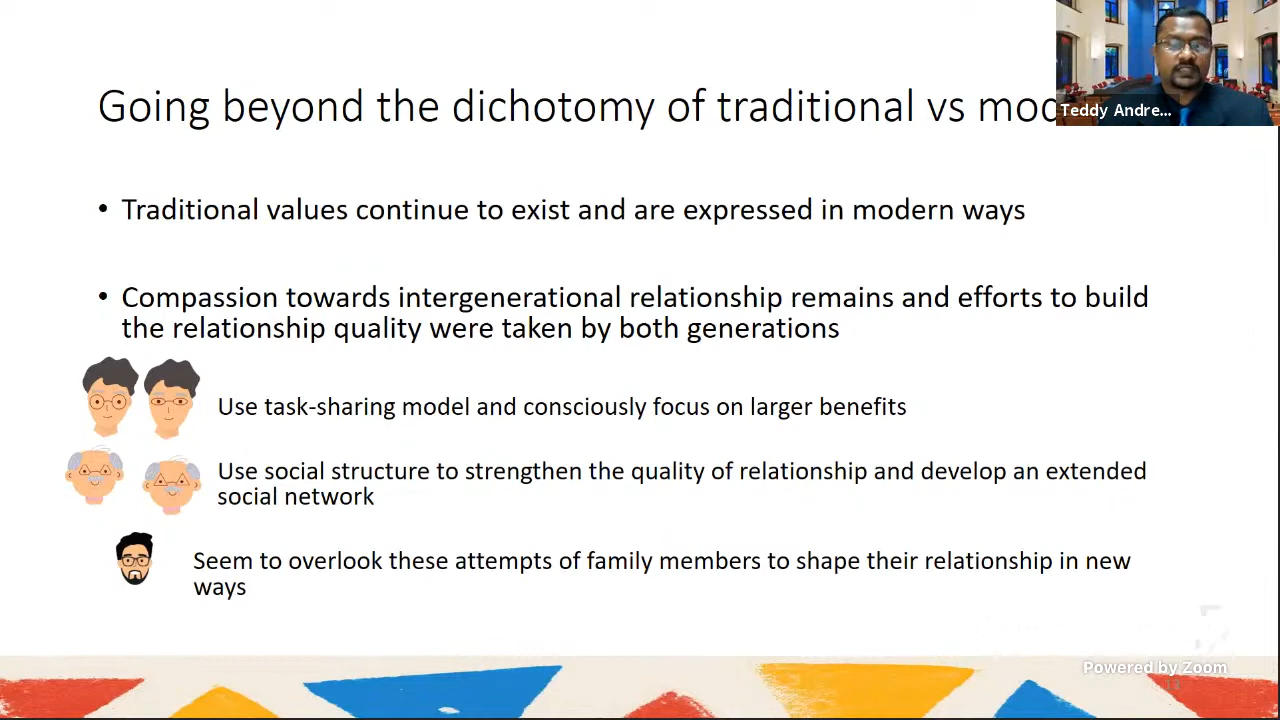 Going beyond the dichotomy of traditional vs mod
Teddy Andre...
• Traditional values continue to exist and are expressed in modern ways
• Compassion towards intergenerational relationship remains and efforts to build
the relationship quality were taken by both generations
Use task-sharing model and consciously focus on larger benefits
Use social structure to strengthen the quality of relationship and develop an extended
social network
Seem to overlook these attempts of family members to shape their relationship in new
ways
Powered by Zoom